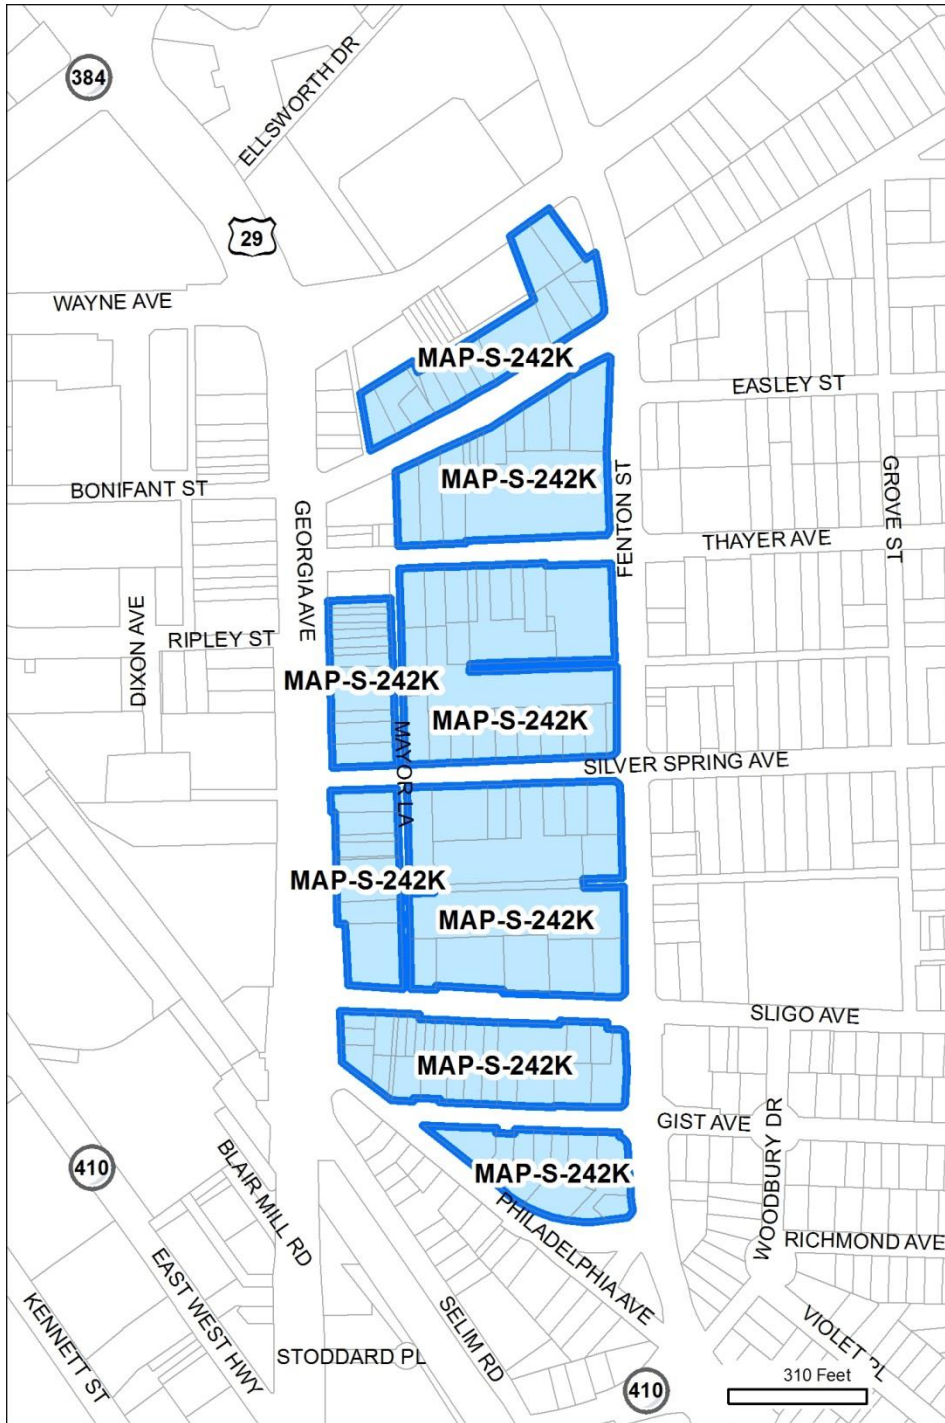 384
ELLSWORTH DR
29
WAYNE AVE
MAP-S-242K
EASLEY ST
MAP-S-242K
BONIFANT ST
GEORGIA AVE
FENTON ST
GROVE ST
THAYER AVE
DIXON AVE
RIPLEY ST
MAP-S-242K
MAP-S-242K
MAYOR LA
SILVER SPRING AVE
MAP-S-242K
MAP-S-242K
SLIGO AVE
MAP-S-242K
GIST AVE
WOODBURY DR
410
BLAIR MILL RD
MAP-S-242K
PHILADELPHIA AVE
RICHMOND AVE
EAST WEST HWY
KENNETT ST
SELIM RD
VIOLET PL
STODDARD PL
410
310 Feet